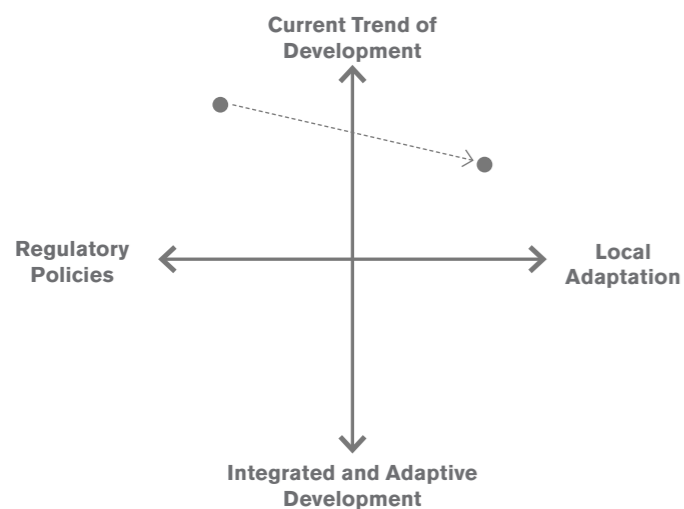 Current Trend of
Development
Regulatory
Policies
Local
Adaptation
Integrated and Adaptive
Development